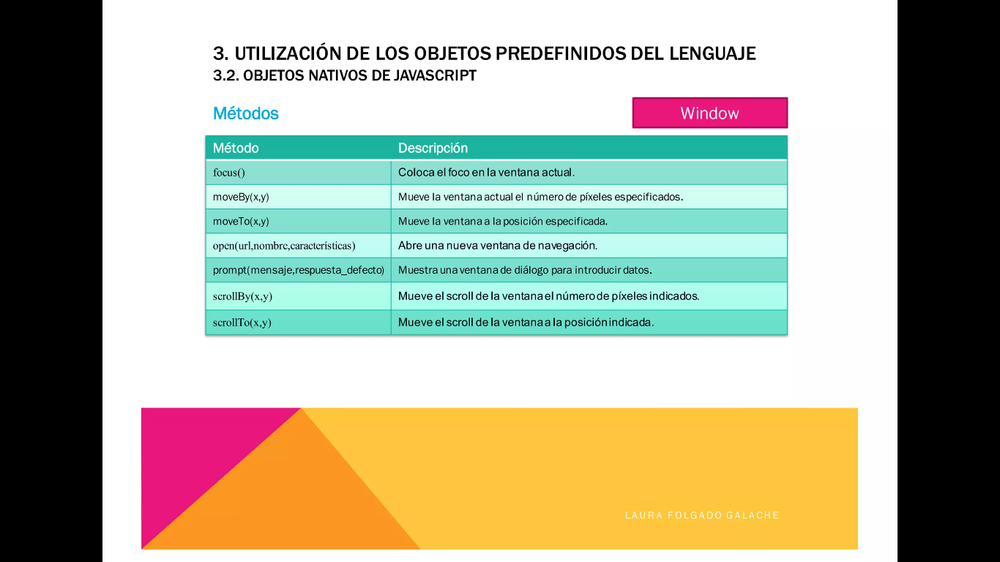 3. UTILIZACIÓN DE LOS OBJETOS PREDEFINIDOS DEL LENGUAJE
3.2. OBJETOS NATIVOS DE JAVASCRIPT
Métodos
Window
Método Descripción
focus() Coloca el foco en la ventana actual.
moveBy(x,y) Mueve la ventana actual el número de píxeles especificados.
moveTo(x,y) Mueve la ventana a la posición especificada.
open(url,nombre,características) Abre una nueva ventana de navegación.
prompt(mensaje,respuesta_defecto) Muestra una ventana de diálogo para introducir datos.
scrollBy(x,y) Mueve el scroll de la ventana el número de píxeles indicados.
scrollTo(x,y) Mueve el scroll de la ventana a la posición indicada.
LAURA FOLGADO GALACHE